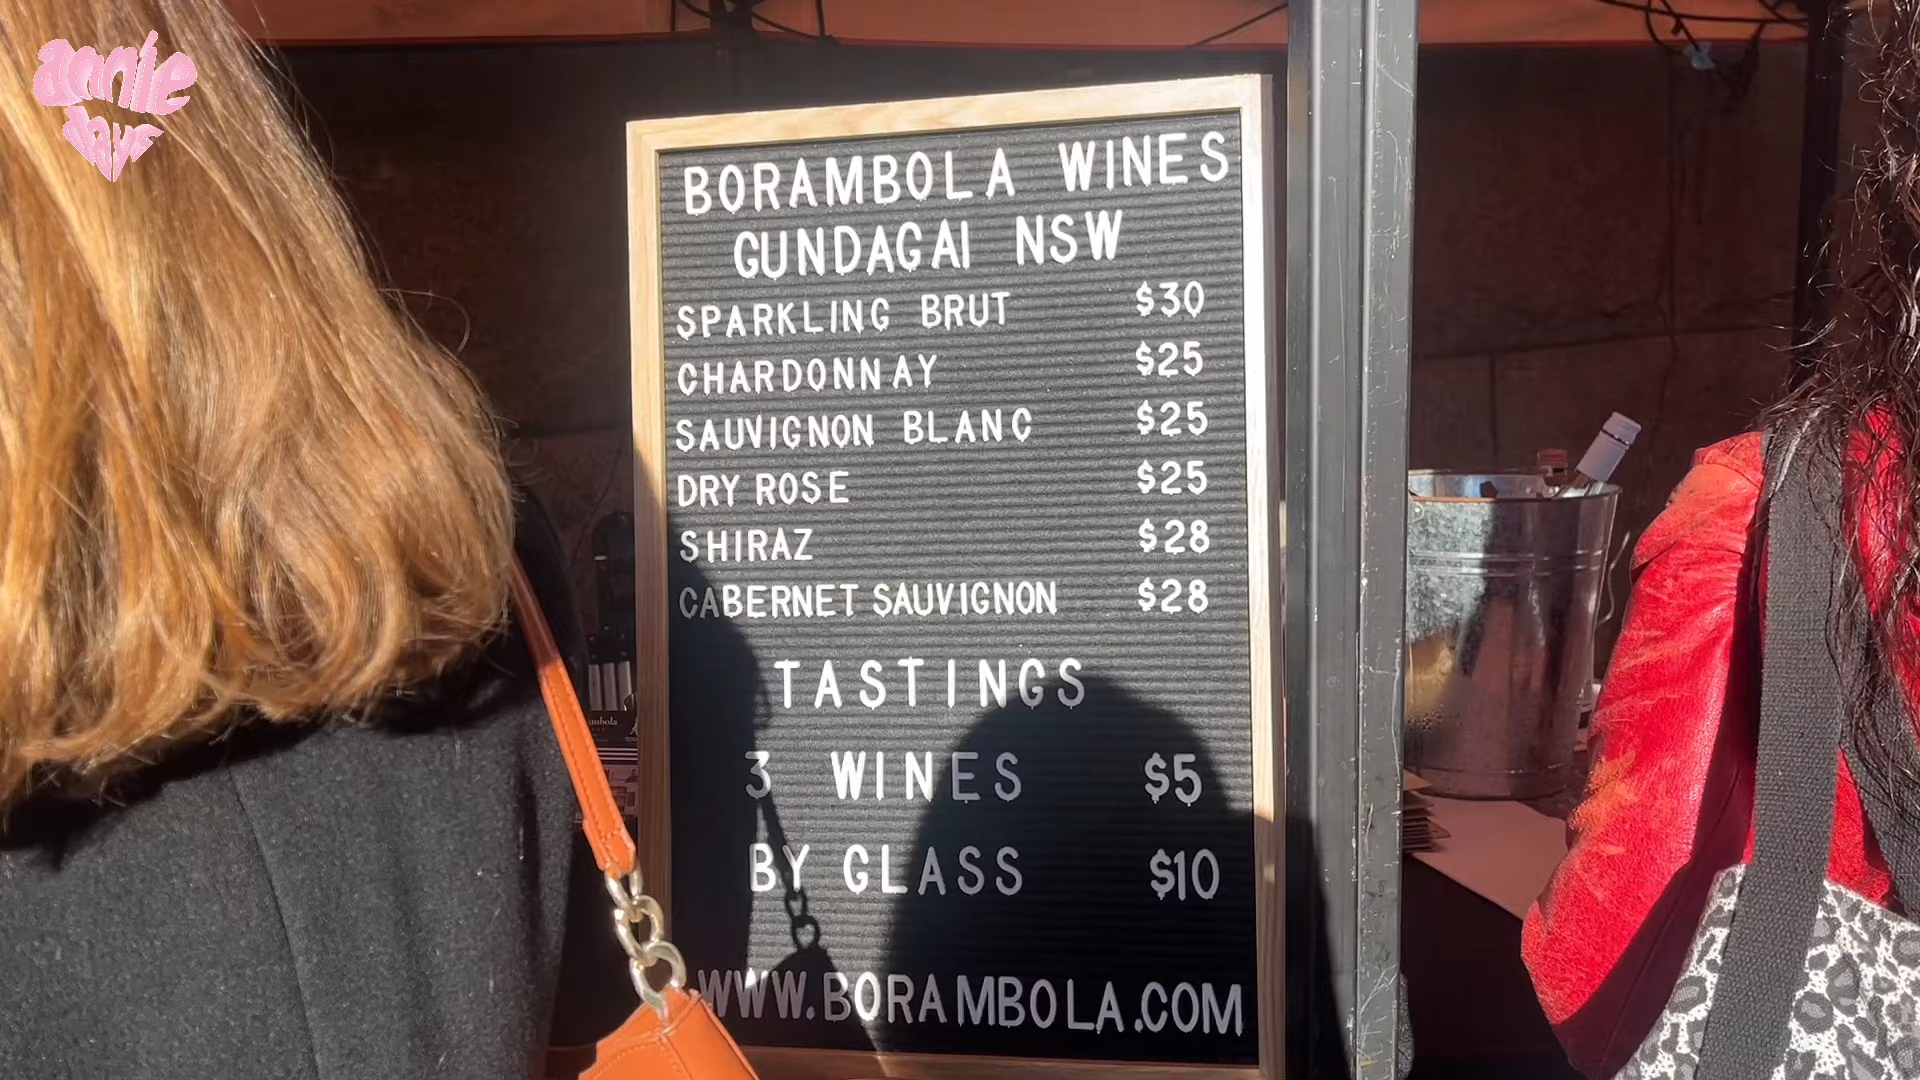 annie
days
BORAMBOLA WINES
GUNDAGAI NSW
SPARKLING BRUT $30
CHARDONNAY $25
SAUVIGNON BLANC $25
DRY ROSE $25
SHIRAZ $28
CABERNET SAUVIGNON $28
TASTINGS
3 WINES $5
BY GLASS $10
WWW.BORAMBOLA.COM